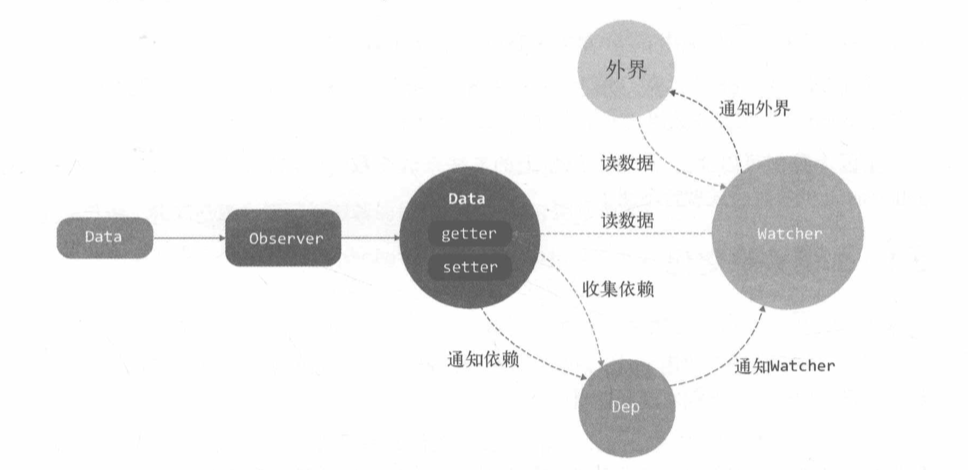 外界
通知外界
读数据
Data
读数据
Data
Observer
getter
Watcher
setter
收集依赖
通知依赖
通知Watcher
Dep